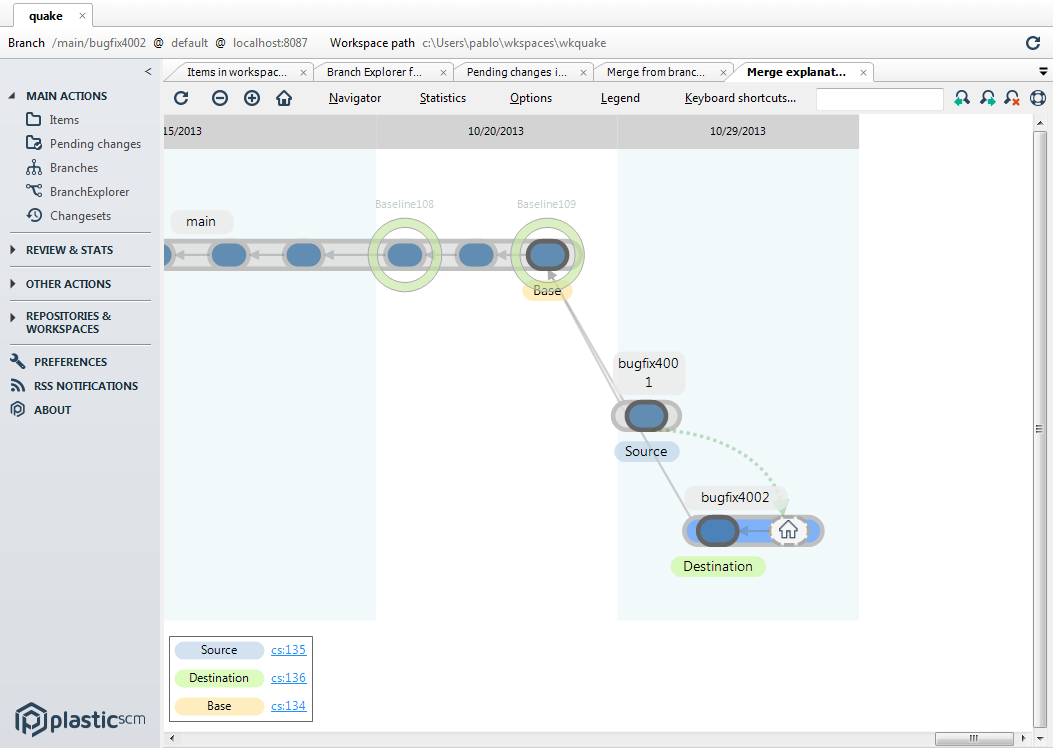 quake
Branch /main/bugfix4002 @ default @ localhost:8087 Workspace path c:\Users\pablo\wkspaces\wkquake
Items in workspac... Branch Explorer f... Pending changes i... Merge from branc... Merge explanat...
Navigator Statistics Options Legend Keyboard shortcuts...
MAIN ACTIONS
Items
Pending changes
Branches
BranchExplorer
Changesets
REVIEW & STATS
OTHER ACTIONS
REPOSITORIES &
WORKSPACES
PREFERENCES
RSS NOTIFICATIONS
ABOUT
plasticscm
15/2013 10/20/2013 10/29/2013
Baseline108 Baseline109
main
Base
bugfix400
1
Source
bugfix4002
Destination
Source cs:135
Destination cs:136
Base cs:134